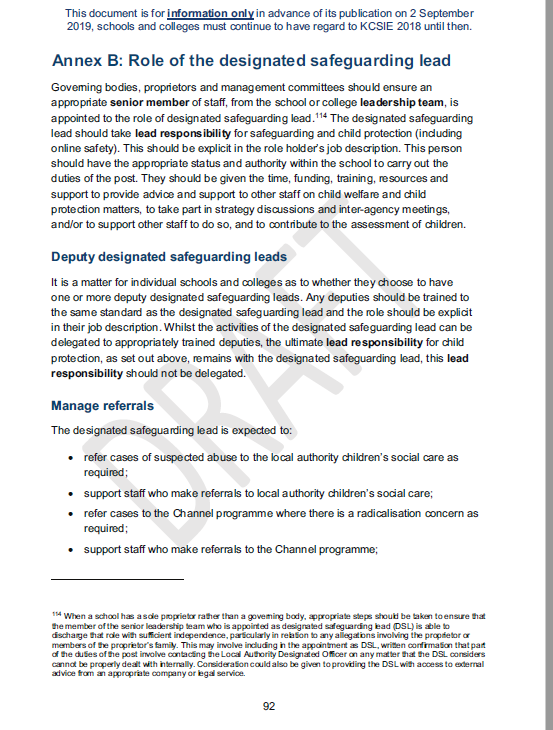 This document is for information only in advance of its publication on 2 September
2019, schools and colleges must continue to have regard to KCSIE 2018 until then.
Annex B: Role of the designated safeguarding lead
Governing bodies, proprietors and management committees should ensure an
appropriate senior member of staff, from the school or college leadership team, is
appointed to the role of designated safeguarding lead.114 The designated safeguarding
lead should take lead responsibility for safeguarding and child protection (including
online safety). This should be explicit in the role holder's job description. This person
should have the appropriate status and authority within the school to carry out the
duties of the post. They should be given the time, funding, training, resources and
support to provide advice and support to other staff on child welfare and child
protection matters, to take part in strategy discussions and inter-agency meetings,
and/or to support other staff to do so, and to contribute to the assessment of children.
Deputy designated safeguarding leads
It is a matter for individual schools and colleges as to whether they choose to have
one or more deputy designated safeguarding leads. Any deputies should be trained to
the same standard as the designated safeguarding lead and the role should be explicit
in their job description. Whilst the activities of the designated safeguarding lead can be
delegated to appropriately trained deputies, the ultimate lead responsibility for child
protection, as set out above, remains with the designated safeguarding lead, this lead
responsibility should not be delegated.
Manage referrals
The designated safeguarding lead is expected to:
• refer cases of suspected abuse to the local authority children's social care as
required;
• support staff who make referrals to local authority children's social care;
• refer cases to the Channel programme where there is a radicalisation concern as
required;
• support staff who make referrals to the Channel programme;
114 When a school has a sole proprietor rather than a governing body, appropriate steps should be taken to ensure that
the member of the senior leadership team who is appointed as designated safeguarding lead (DSL) is able to
discharge that role with sufficient independence, particularly in relation to any allegations involving the proprietor or
members of the proprietor's family. This may involve including in the appointment as DSL, written confirmation that part
of the duties of the post involve contacting the Local Authority Designated Officer on any matter that the DSL considers
cannot be properly dealt with internally. Consideration could also be given to providing the DSL with access to external
advice from an appropriate company or legal service.
92
DRAFT